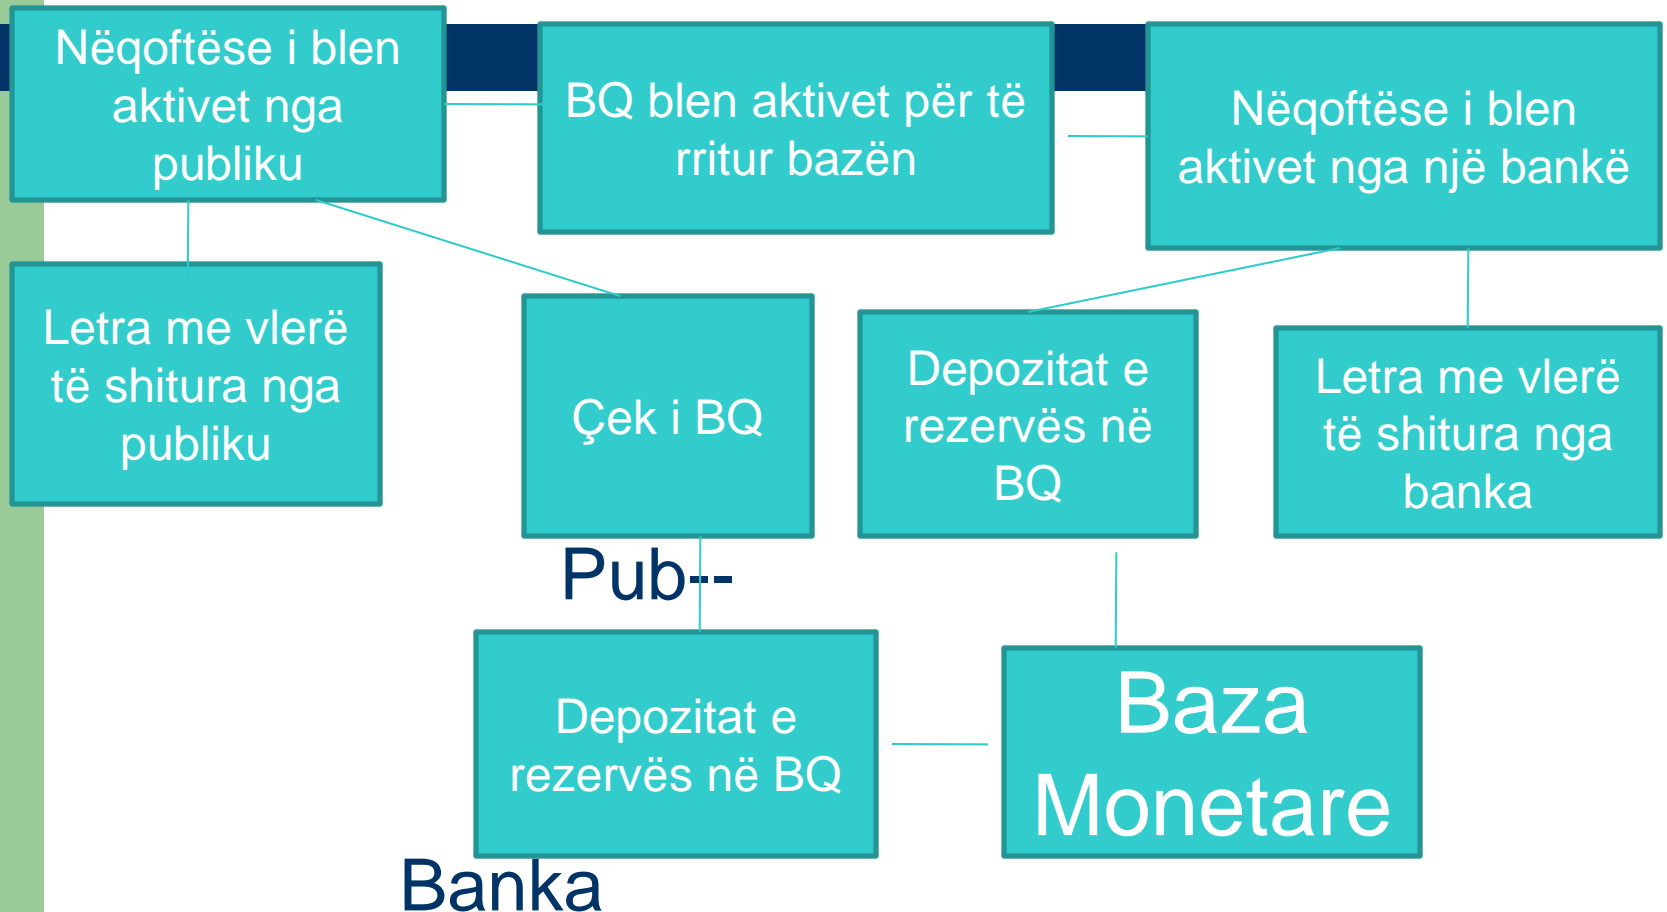 Nëqoftëse i blen
aktivet nga
publiku
BQ blen aktivet për të
rritur bazën
Nëqoftëse i blen
aktivet nga një bankë
Letra me vlerë
të shitura nga
publiku
Çek i BQ
Depozitat e
rezervës në
BQ
Letra me vlerë
të shitura nga
banka
Pub--
Depozitat e
rezervës në BQ
Baza
Monetare
Banka